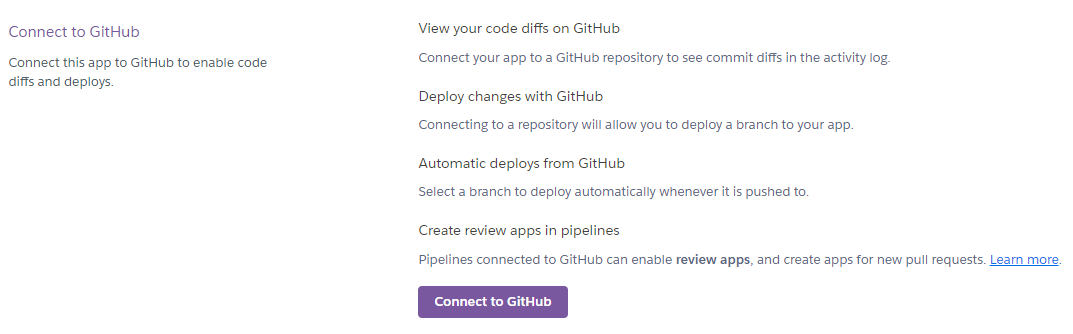 Connect to GitHub
Connect this app to GitHub to enable code
diffs and deploys.
View your code diffs on GitHub
Connect your app to a GitHub repository to see commit diffs in the activity log.
Deploy changes with GitHub
Connecting to a repository will allow you to deploy a branch to your app.
Automatic deploys from GitHub
Select a branch to deploy automatically whenever it is pushed to.
Create review apps in pipelines
Pipelines connected to GitHub can enable review apps, and create apps for new pull requests. Learn more.
Connect to GitHub